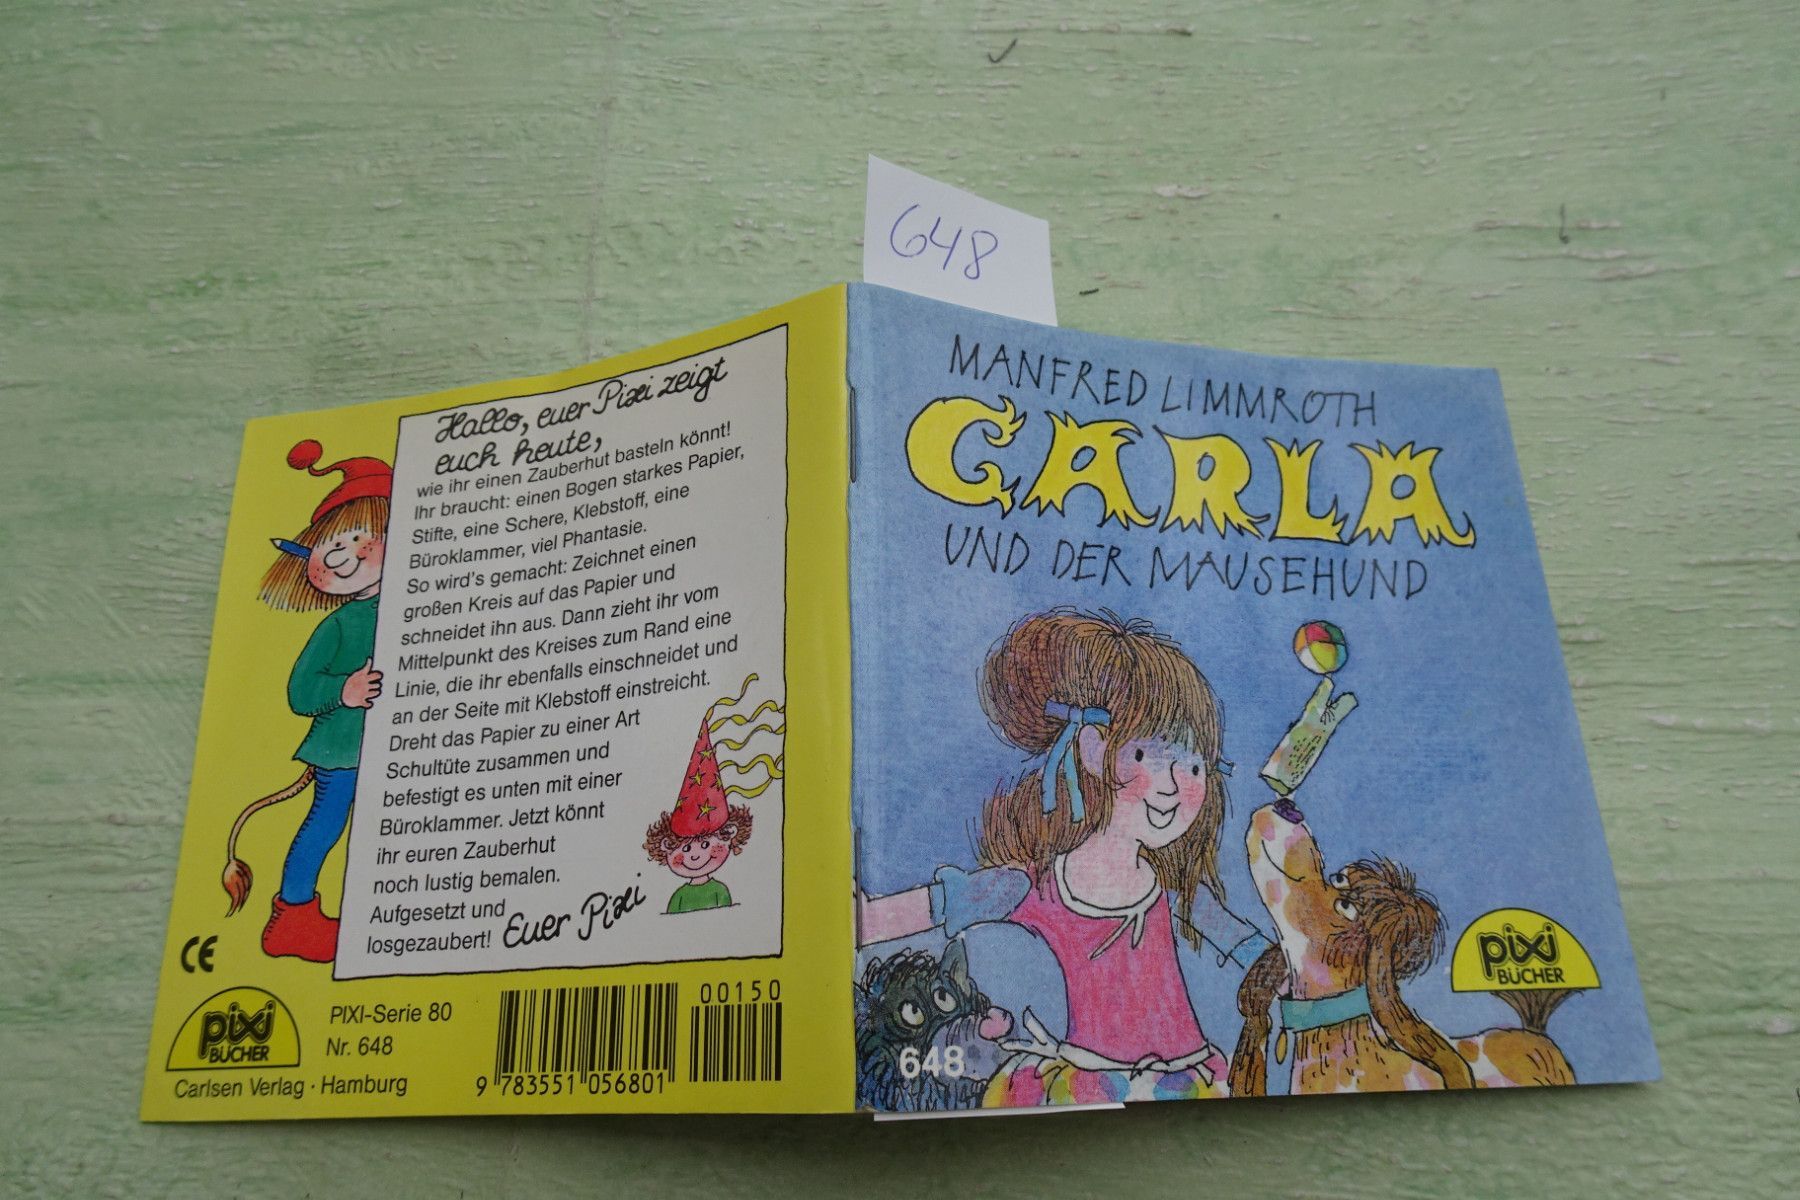 648
Hallo, euer Pixi zeigt
euch heute,
wie ihr einen Zauberhut basteln könnt!
Ihr braucht: einen Bogen starkes Papier,
Stifte, eine Schere, Klebstoff, eine
Büroklammer, viel Phantasie.
So wird's gemacht: Zeichnet einen
großen Kreis auf das Papier und
schneidet ihn aus. Dann zieht ihr vom
Mittelpunkt des Kreises zum Rand eine
Linie, die ihr ebenfalls einschneidet und
an der Seite mit Klebstoff einstreicht.
Dreht das Papier zu einer Art
Schultüte zusammen und
befestigt es unten mit einer
Büroklammer. Jetzt könnt
ihr euren Zauberhut
noch lustig bemalen.
Aufgesetzt und
losgezaubert! Euer Pixi
CE
pixi
BÜCHER
PIXI-Serie 80
Nr. 648
Carlsen Verlag · Hamburg
00150
9 783551 056801
MANFRED LIMMROTH
CARLA
UND DER MAUSEHUND
pixi
BÜCHER
648